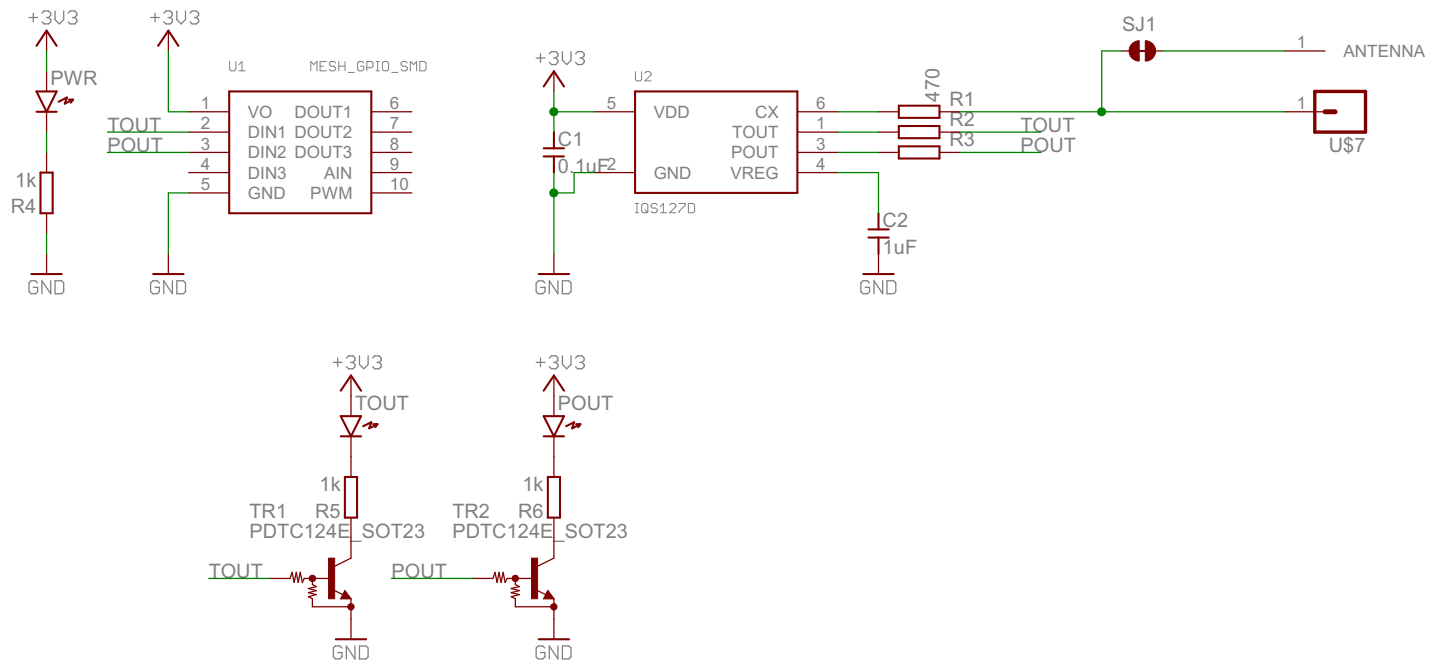 +3V3
+3V3
PWR
1k
R4
GND
U1
MESH_GPIO_SMD
1 VO DOUT1 6
TOUT 2 DIN1 DOUT2 7
POUT 3 DIN2 DOUT3 8
4 DIN3 AIN 9
5 GND PWM 10
GND
+3V3
U2
5 VDD CX 6
TOUT 1
POUT 3
2 GND VREG 4
IQS127D
C1
0.1uF
GND
470
R1
R2
R3
TOUT
POUT
C2
1uF
GND
SJ1
1 ANTENNA
1
U$7
+3V3
TOUT
1k
TR1 R5
PDTC124E_SOT23
TOUT
GND
+3V3
POUT
1k
TR2 R6
PDTC124E_SOT23
POUT
GND